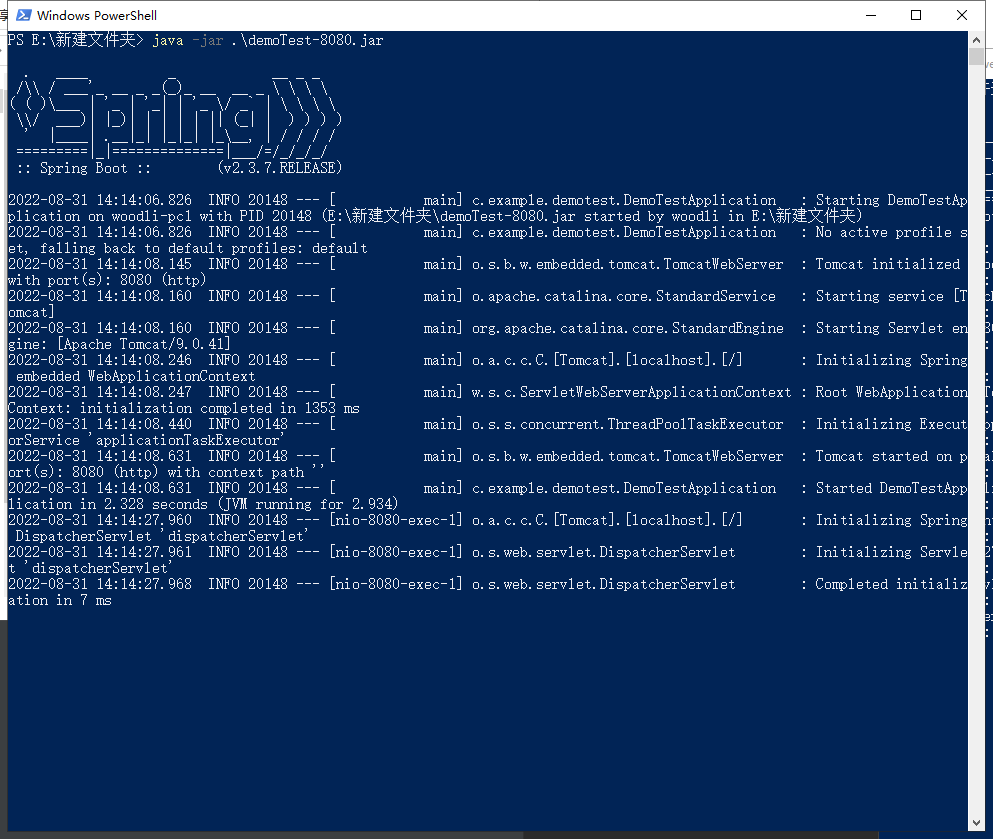 Windows PowerShell
PS E:\新建文件夹> java -jar .\demoTest-8080.jar
:: Spring Boot ::        (v2.3.7.RELEASE)
2022-08-31 14:14:06.826  INFO 20148 --- [           main] c.example.demotest.DemoTestApplication   : Starting DemoTestAp
plication on woodli-pc1 with PID 20148 (E:\新建文件夹\demoTest-8080.jar started by woodli in E:\新建文件夹)
2022-08-31 14:14:06.826  INFO 20148 --- [           main] c.example.demotest.DemoTestApplication   : No active profile s
et, falling back to default profiles: default
2022-08-31 14:14:08.145  INFO 20148 --- [           main] o.s.b.w.embedded.tomcat.TomcatWebServer  : Tomcat initialized
with port(s): 8080 (http)
2022-08-31 14:14:08.160  INFO 20148 --- [           main] o.apache.catalina.core.StandardService   : Starting service [T
omcat]
2022-08-31 14:14:08.160  INFO 20148 --- [           main] org.apache.catalina.core.StandardEngine  : Starting Servlet en
gine: [Apache Tomcat/9.0.41]
2022-08-31 14:14:08.246  INFO 20148 --- [           main] o.a.c.c.C.[Tomcat].[localhost].[/]       : Initializing Spring
 embedded WebApplicationContext
2022-08-31 14:14:08.247  INFO 20148 --- [           main] w.s.c.ServletWebServerApplicationContext : Root WebApplication
Context: initialization completed in 1353 ms
2022-08-31 14:14:08.440  INFO 20148 --- [           main] o.s.s.concurrent.ThreadPoolTaskExecutor  : Initializing Execut
orService 'applicationTaskExecutor'
2022-08-31 14:14:08.631  INFO 20148 --- [           main] o.s.b.w.embedded.tomcat.TomcatWebServer  : Tomcat started on p
ort(s): 8080 (http) with context path ''
2022-08-31 14:14:08.631  INFO 20148 --- [           main] c.example.demotest.DemoTestApplication   : Started DemoTestApp
lication in 2.328 seconds (JVM running for 2.934)
2022-08-31 14:14:27.960  INFO 20148 --- [nio-8080-exec-1] o.a.c.c.C.[Tomcat].[localhost].[/]       : Initializing Spring
 DispatcherServlet 'dispatcherServlet'
2022-08-31 14:14:27.961  INFO 20148 --- [nio-8080-exec-1] o.s.web.servlet.DispatcherServlet        : Initializing Servle
t 'dispatcherServlet'
2022-08-31 14:14:27.968  INFO 20148 --- [nio-8080-exec-1] o.s.web.servlet.DispatcherServlet        : Completed initializ
ation in 7 ms